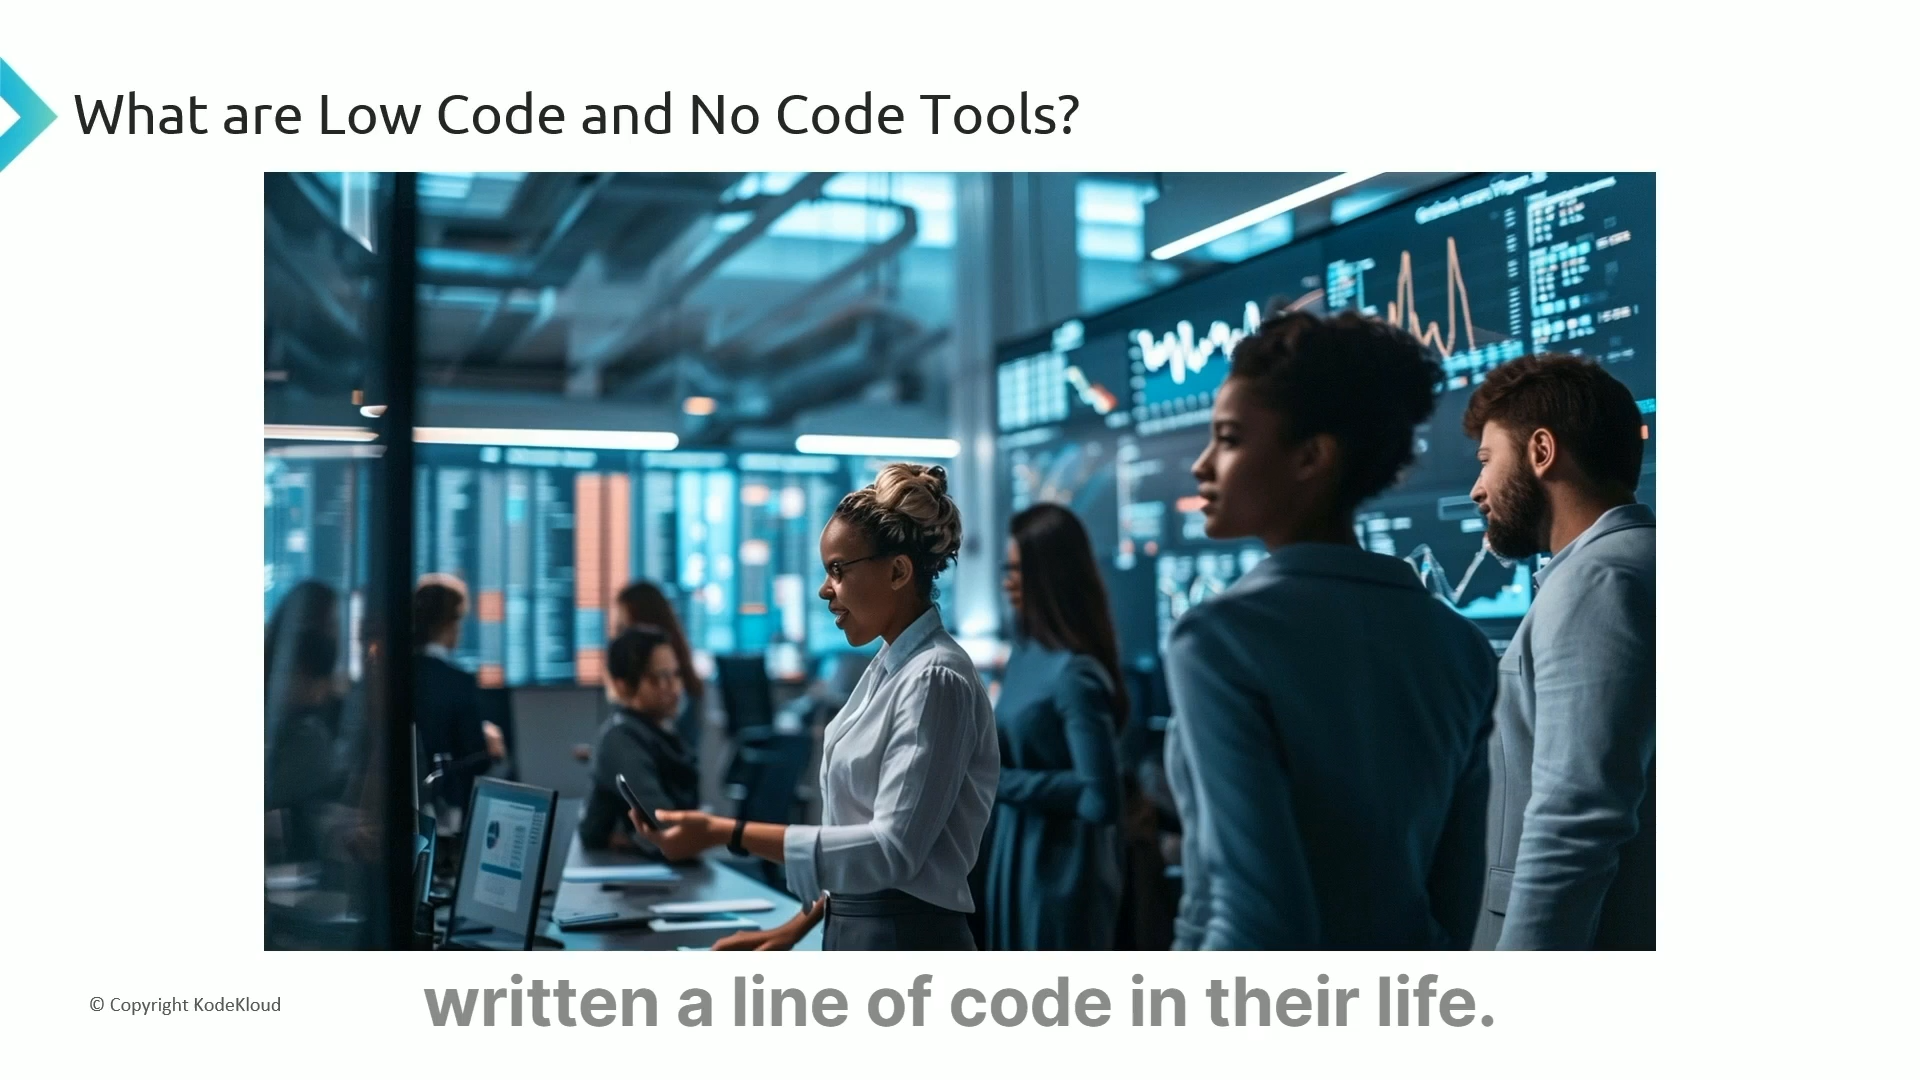 What are Low Code and No Code Tools?
© Copyright KodeKloud
written a line of code in their life.